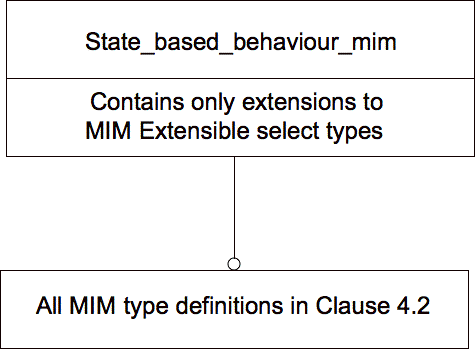 State_based_behaviour_mim
Contains only extensions to
MIM Extensible select types
All MIM type definitions in Clause 4.2